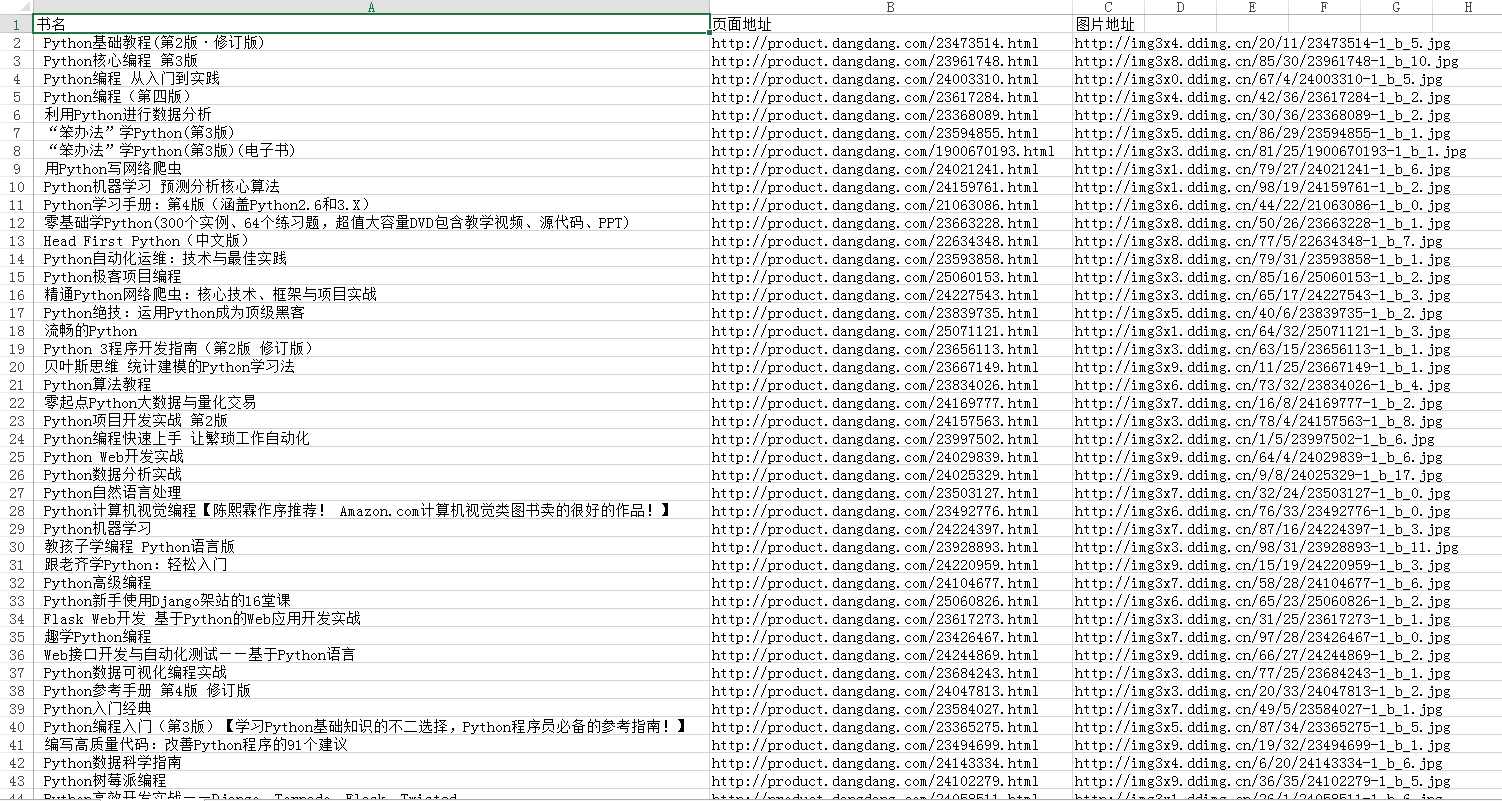 A B C D E F G H
1 书名 页面地址 图片地址
2 Python基础教程(第2版·修订版) http://product.dangdang.com/23473514.html http://img3x4.ddimg.cn/20/11/23473514-1_b_5.jpg
3 Python核心编程 第3版 http://product.dangdang.com/23961748.html http://img3x8.ddimg.cn/85/30/23961748-1_b_10.jpg
4 Python编程 从入门到实践 http://product.dangdang.com/24003310.html http://img3x0.ddimg.cn/67/4/24003310-1_b_5.jpg
5 Python编程（第四版） http://product.dangdang.com/23617284.html http://img3x4.ddimg.cn/42/36/23617284-1_b_2.jpg
6 利用Python进行数据分析 http://product.dangdang.com/23368089.html http://img3x9.ddimg.cn/30/36/23368089-1_b_2.jpg
7 “笨办法”学Python(第3版) http://product.dangdang.com/23594855.html http://img3x5.ddimg.cn/86/29/23594855-1_b_1.jpg
8 “笨办法”学Python(第3版)(电子书) http://product.dangdang.com/1900670193.html http://img3x3.ddimg.cn/81/25/1900670193-1_b_1.jpg
9 用Python写网络爬虫 http://product.dangdang.com/24021241.html http://img3x1.ddimg.cn/79/27/24021241-1_b_6.jpg
10 Python机器学习 预测分析核心算法 http://product.dangdang.com/24159761.html http://img3x1.ddimg.cn/98/19/24159761-1_b_2.jpg
11 Python学习手册：第4版（涵盖Python2.6和3.X） http://product.dangdang.com/21063086.html http://img3x6.ddimg.cn/44/22/21063086-1_b_0.jpg
12 零基础学Python(300个实例、64个练习题，超值大容量DVD包含教学视频、源代码、PPT) http://product.dangdang.com/23663228.html http://img3x8.ddimg.cn/50/26/23663228-1_b_1.jpg
13 Head First Python（中文版） http://product.dangdang.com/22634348.html http://img3x8.ddimg.cn/77/5/22634348-1_b_7.jpg
14 Python自动化运维：技术与最佳实践 http://product.dangdang.com/23593858.html http://img3x8.ddimg.cn/79/31/23593858-1_b_1.jpg
15 Python极客项目编程 http://product.dangdang.com/25060153.html http://img3x3.ddimg.cn/85/16/25060153-1_b_2.jpg
16 精通Python网络爬虫：核心技术、框架与项目实战 http://product.dangdang.com/24227543.html http://img3x3.ddimg.cn/65/17/24227543-1_b_3.jpg
17 Python绝技：运用Python成为顶级黑客 http://product.dangdang.com/23839735.html http://img3x5.ddimg.cn/40/6/23839735-1_b_2.jpg
18 流畅的Python http://product.dangdang.com/25071121.html http://img3x1.ddimg.cn/64/32/25071121-1_b_3.jpg
19 Python 3程序开发指南（第2版 修订版） http://product.dangdang.com/23656113.html http://img3x3.ddimg.cn/63/15/23656113-1_b_1.jpg
20 贝叶斯思维 统计建模的Python学习法 http://product.dangdang.com/23667149.html http://img3x9.ddimg.cn/11/25/23667149-1_b_1.jpg
21 Python算法教程 http://product.dangdang.com/23834026.html http://img3x6.ddimg.cn/73/32/23834026-1_b_4.jpg
22 零起点Python大数据与量化交易 http://product.dangdang.com/24169777.html http://img3x7.ddimg.cn/16/8/24169777-1_b_2.jpg
23 Python项目开发实战 第2版 http://product.dangdang.com/24157563.html http://img3x3.ddimg.cn/78/4/24157563-1_b_8.jpg
24 Python编程快速上手 让繁琐工作自动化 http://product.dangdang.com/23997502.html http://img3x2.ddimg.cn/1/5/23997502-1_b_6.jpg
25 Python Web开发实战 http://product.dangdang.com/24029839.html http://img3x9.ddimg.cn/64/4/24029839-1_b_6.jpg
26 Python数据分析实战 http://product.dangdang.com/24025329.html http://img3x9.ddimg.cn/9/8/24025329-1_b_17.jpg
27 Python自然语言处理 http://product.dangdang.com/23503127.html http://img3x7.ddimg.cn/32/24/23503127-1_b_0.jpg
28 Python计算机视觉编程【陈熙霖作序推荐！ Amazon.com计算机视觉类图书卖的很好的作品！】 http://product.dangdang.com/23492776.html http://img3x6.ddimg.cn/76/33/23492776-1_b_0.jpg
29 Python机器学习 http://product.dangdang.com/24224397.html http://img3x7.ddimg.cn/87/16/24224397-1_b_3.jpg
30 教孩子学编程 Python语言版 http://product.dangdang.com/23928893.html http://img3x3.ddimg.cn/98/31/23928893-1_b_11.jpg
31 跟老齐学Python：轻松入门 http://product.dangdang.com/24220959.html http://img3x9.ddimg.cn/15/19/24220959-1_b_3.jpg
32 Python高级编程 http://product.dangdang.com/24104677.html http://img3x7.ddimg.cn/58/28/24104677-1_b_6.jpg
33 Python新手使用Django架站的16堂课 http://product.dangdang.com/25060826.html http://img3x6.ddimg.cn/65/23/25060826-1_b_2.jpg
34 Flask Web开发 基于Python的Web应用开发实战 http://product.dangdang.com/23617273.html http://img3x3.ddimg.cn/31/25/23617273-1_b_1.jpg
35 趣学Python编程 http://product.dangdang.com/23426467.html http://img3x7.ddimg.cn/97/28/23426467-1_b_0.jpg
36 Web接口开发与自动化测试——基于Python语言 http://product.dangdang.com/24244869.html http://img3x9.ddimg.cn/66/27/24244869-1_b_2.jpg
37 Python数据可视化编程实战 http://product.dangdang.com/23684243.html http://img3x3.ddimg.cn/77/25/23684243-1_b_1.jpg
38 Python参考手册 第4版 修订版 http://product.dangdang.com/24047813.html http://img3x3.ddimg.cn/20/33/24047813-1_b_2.jpg
39 Python入门经典 http://product.dangdang.com/23584027.html http://img3x7.ddimg.cn/49/5/23584027-1_b_1.jpg
40 Python编程入门（第3版）【学习Python基础知识的不二选择，Python程序员必备的参考指南！】 http://product.dangdang.com/23365275.html http://img3x5.ddimg.cn/87/34/23365275-1_b_5.jpg
41 编写高质量代码：改善Python程序的91个建议 http://product.dangdang.com/23494699.html http://img3x9.ddimg.cn/19/32/23494699-1_b_1.jpg
42 Python数据科学指南 http://product.dangdang.com/24143334.html http://img3x4.ddimg.cn/6/20/24143334-1_b_6.jpg
43 Python树莓派编程 http://product.dangdang.com/24102279.html http://img3x9.ddimg.cn/36/35/24102279-1_b_5.jpg
44 Python高效开发实战——Django、Tornado、Flask、Twisted http://product.dangdang.com/24058511.html http://img3x1.ddimg.cn/26/1/24058511-1_b_6.jpg